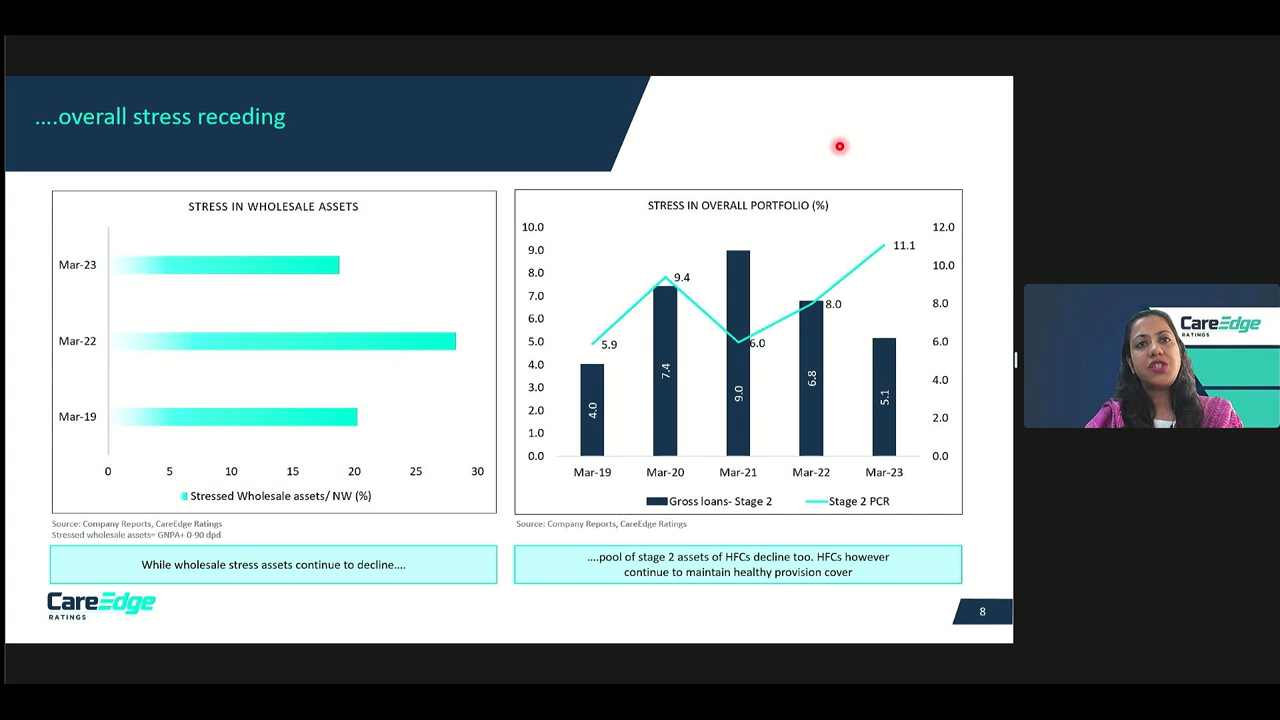 ....overall stress receding
STRESS IN WHOLESALE ASSETS
Mar-23
Mar-22
Mar-19
0 5 10 15 20 25 30
Stressed Wholesale assets/ NW (%)
Source: Company Reports, CareEdge Ratings
Stressed wholesale assets= GNPA+ 0-90 dpd
While wholesale stress assets continue to decline....
STRESS IN OVERALL PORTFOLIO (%)
10.0
9.0
8.0
7.0
6.0
5.0
4.0
3.0
2.0
1.0
0.0
12.0
10.0
8.0
6.0
4.0
2.0
0.0
5.9
9.4
6.0
8.0
11.1
4.0
7.4
9.0
6.8
5.1
Mar-19 Mar-20 Mar-21 Mar-22 Mar-23
Gross loans- Stage 2 Stage 2 PCR
Source: Company Reports, CareEdge Ratings
....pool of stage 2 assets of HFCs decline too. HFCs however
continue to maintain healthy provision cover
CareEdge
RATINGS
8
CareEdge
RATINGS